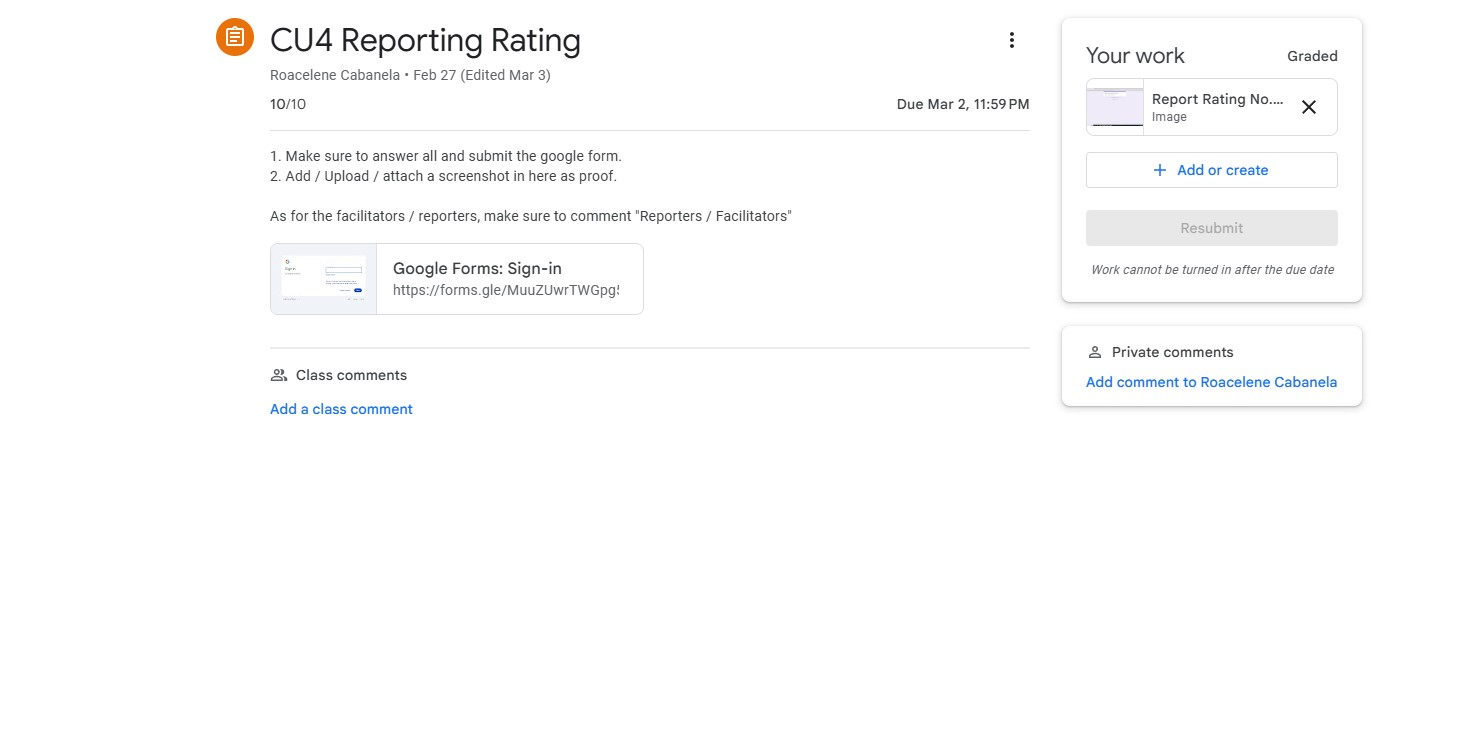 CU4 Reporting Rating
Roacelene Cabanela • Feb 27 (Edited Mar 3)
10/10
Due Mar 2, 11:59 PM
1. Make sure to answer all and submit the google form.
2. Add / Upload / attach a screenshot in here as proof.
As for the facilitators / reporters, make sure to comment "Reporters / Facilitators"
Google Forms: Sign-in
https://forms.gle/MuuZUwrTWGpg
Class comments
Add a class comment
Your work
Graded
Report Rating No....
Image
Add or create
Resubmit
Work cannot be turned in after the due date
Private comments
Add comment to Roacelene Cabanela